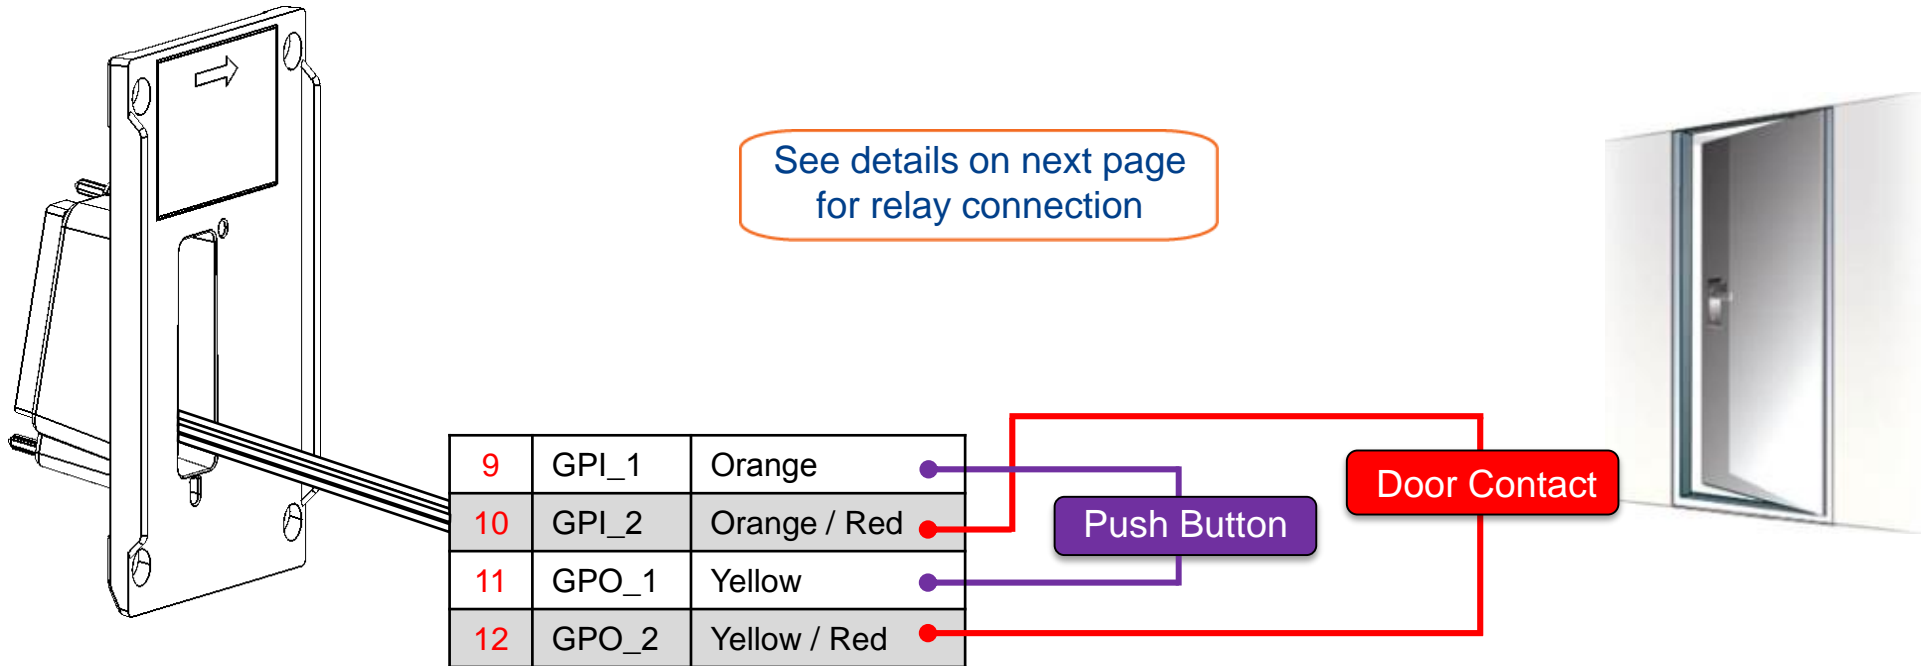 See details on next page
for relay connection
9 GPI_1 Orange
10 GPI_2 Orange / Red
11 GPO_1 Yellow
12 GPO_2 Yellow / Red
Push Button
Door Contact